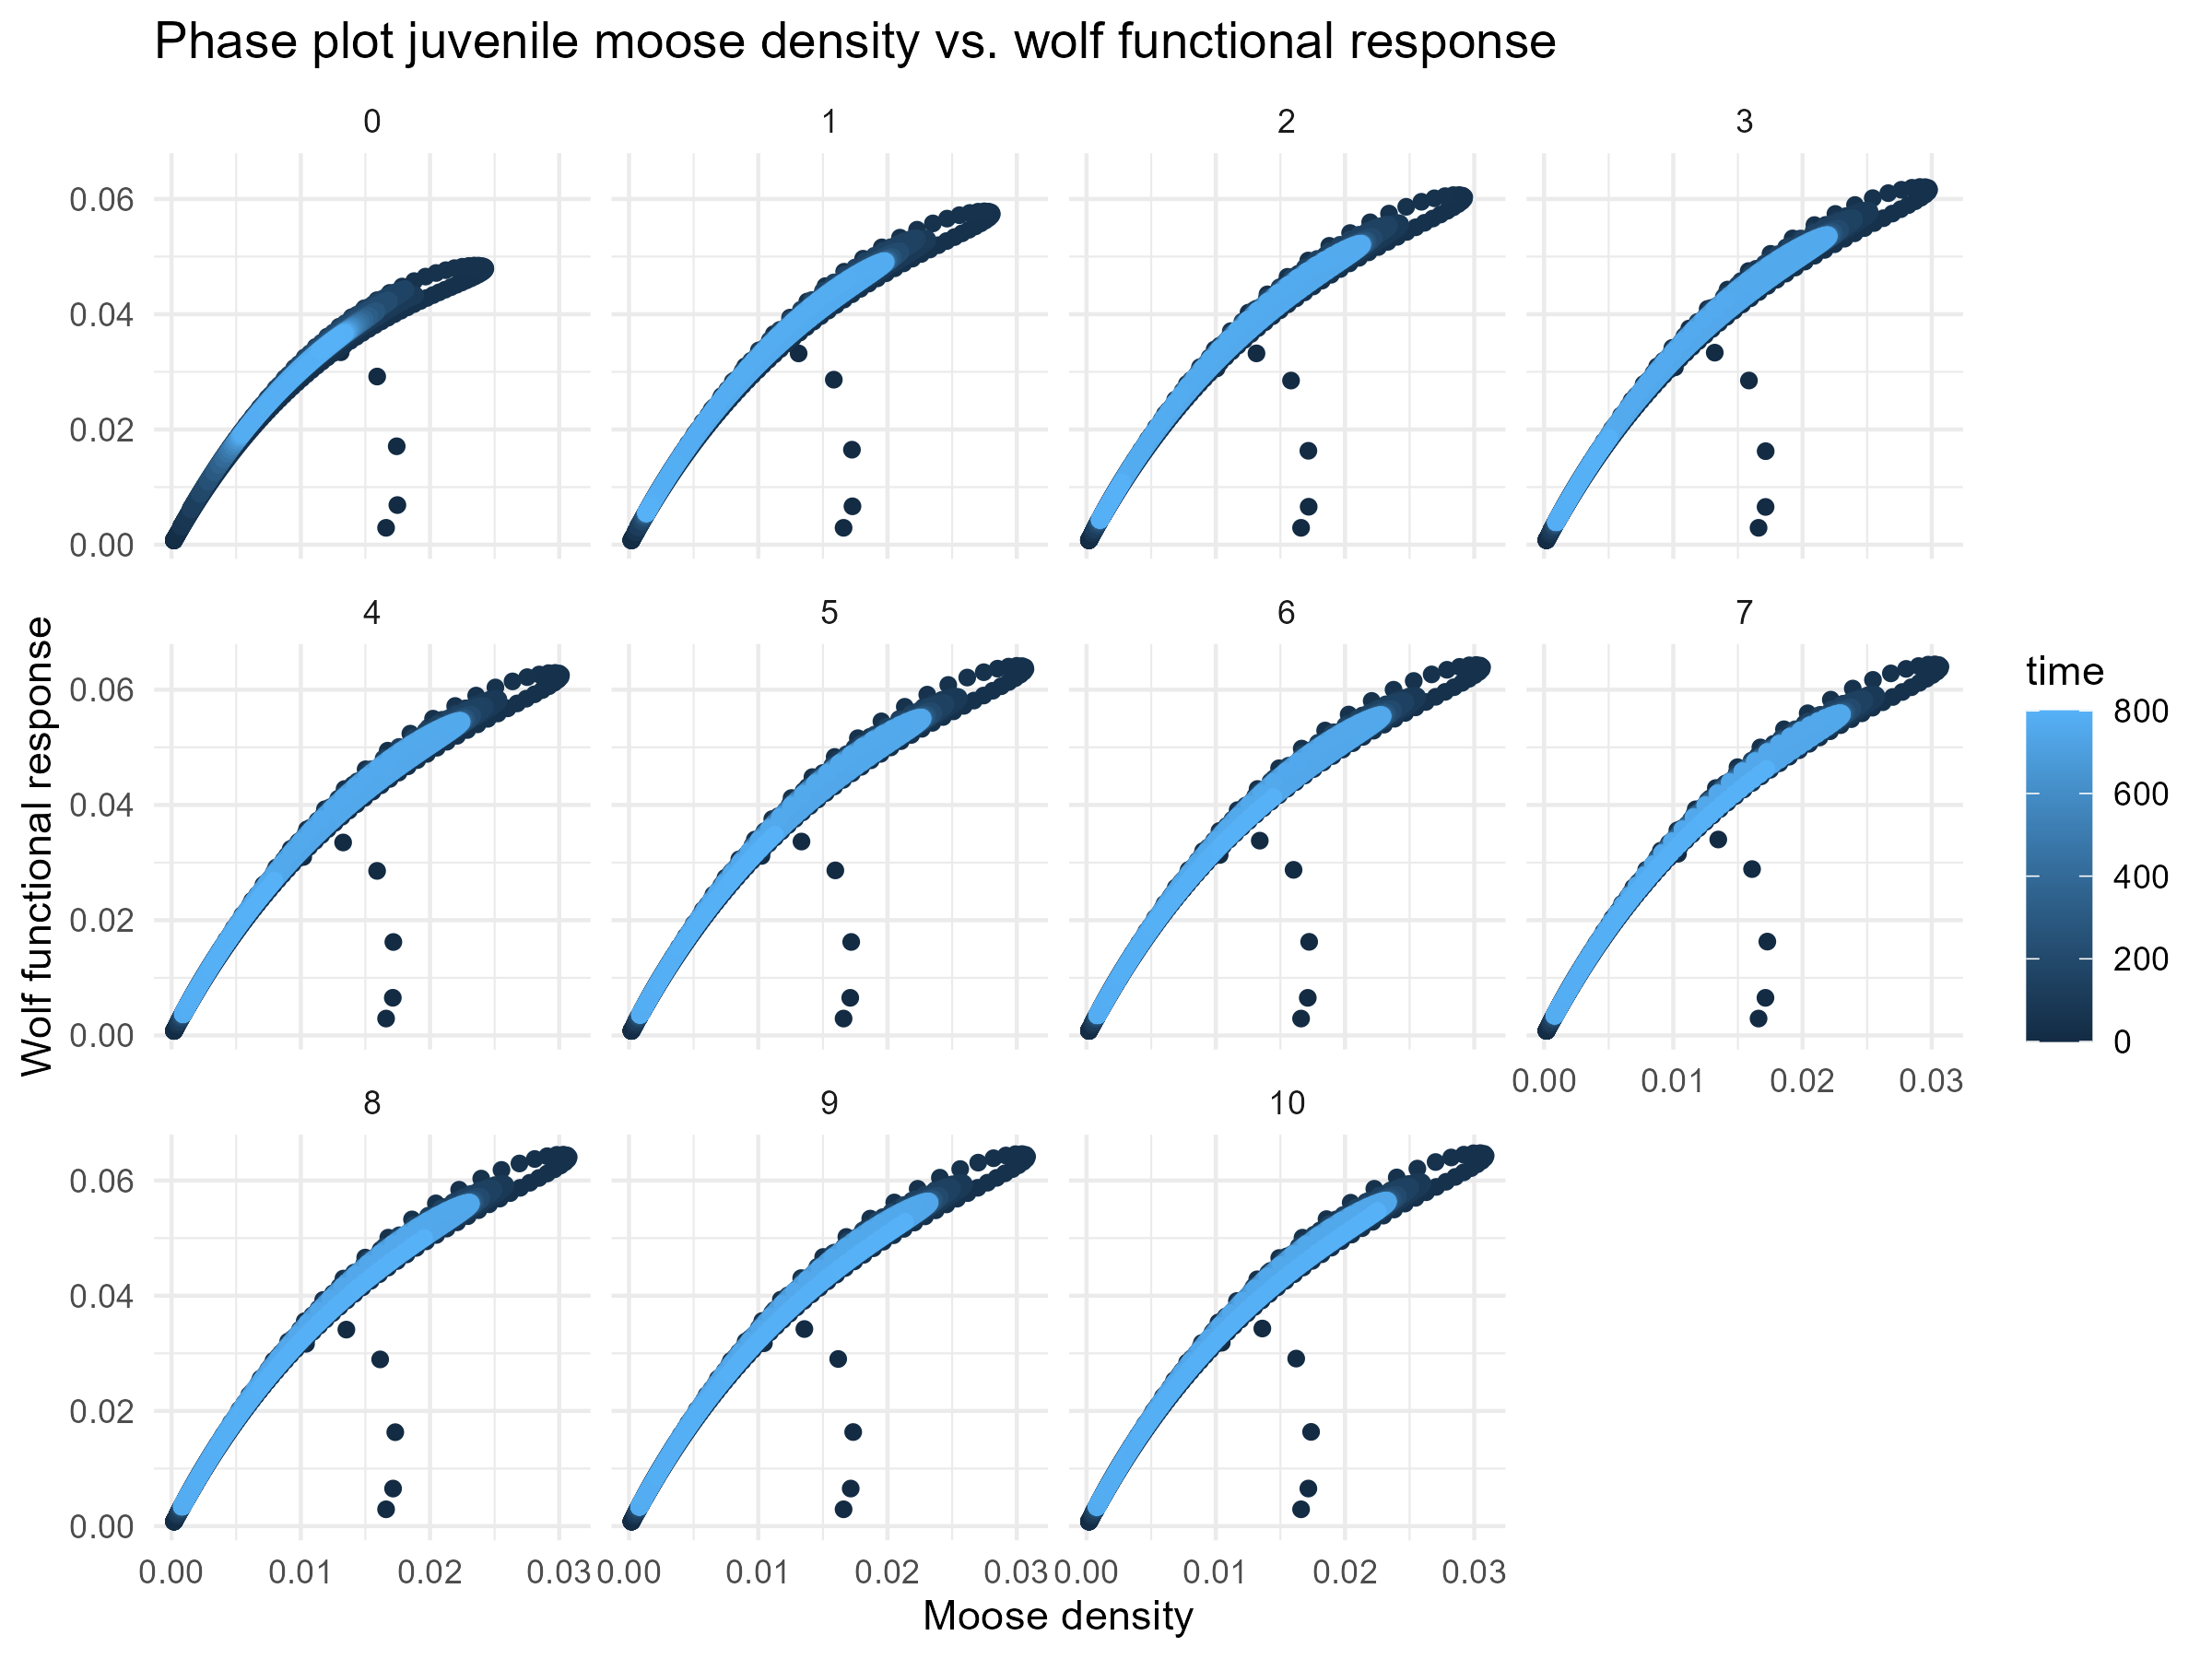 Phase plot juvenile moose density vs. wolf functional response
0 1 2 3
0.06
0.04
0.02
0.00
4 5 6 7
0.06
0.04
0.02
0.00
0.00 0.01 0.02 0.03
8 9 10
0.06
0.04
0.02
0.00
0.00 0.01 0.02 0.03 0.00 0.01 0.02 0.03 0.00 0.01 0.02 0.03
Moose density
Wolf functional response
time
800
600
400
200
0